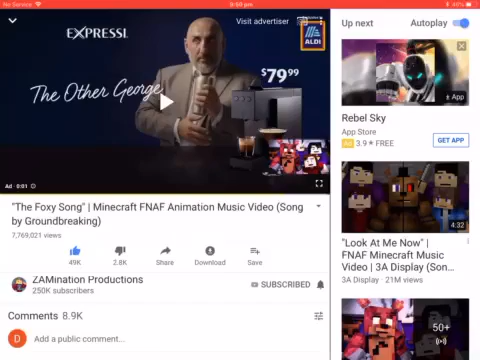 No Service
9:50 pm
48%
EXPRESSI.
Visit advertiser
ALDI
$79.99
The Other George
Ad · 0:01
"The Foxy Song" | Minecraft FNAF Animation Music Video (Song
by Groundbreaking)
7,769,021 views
49K
2.8K
Share
Download
Save
ZAMination Productions
250K subscribers
SUBSCRIBED
Comments 8.9K
D
Add a public comment...
Up next
Autoplay
App
Rebel Sky
App Store
Ad 3.9★ FREE
GET APP
4:32
"Look At Me Now" |
FNAF Minecraft Music
Video | 3A Display (Son...
3A Display · 21M views
50+